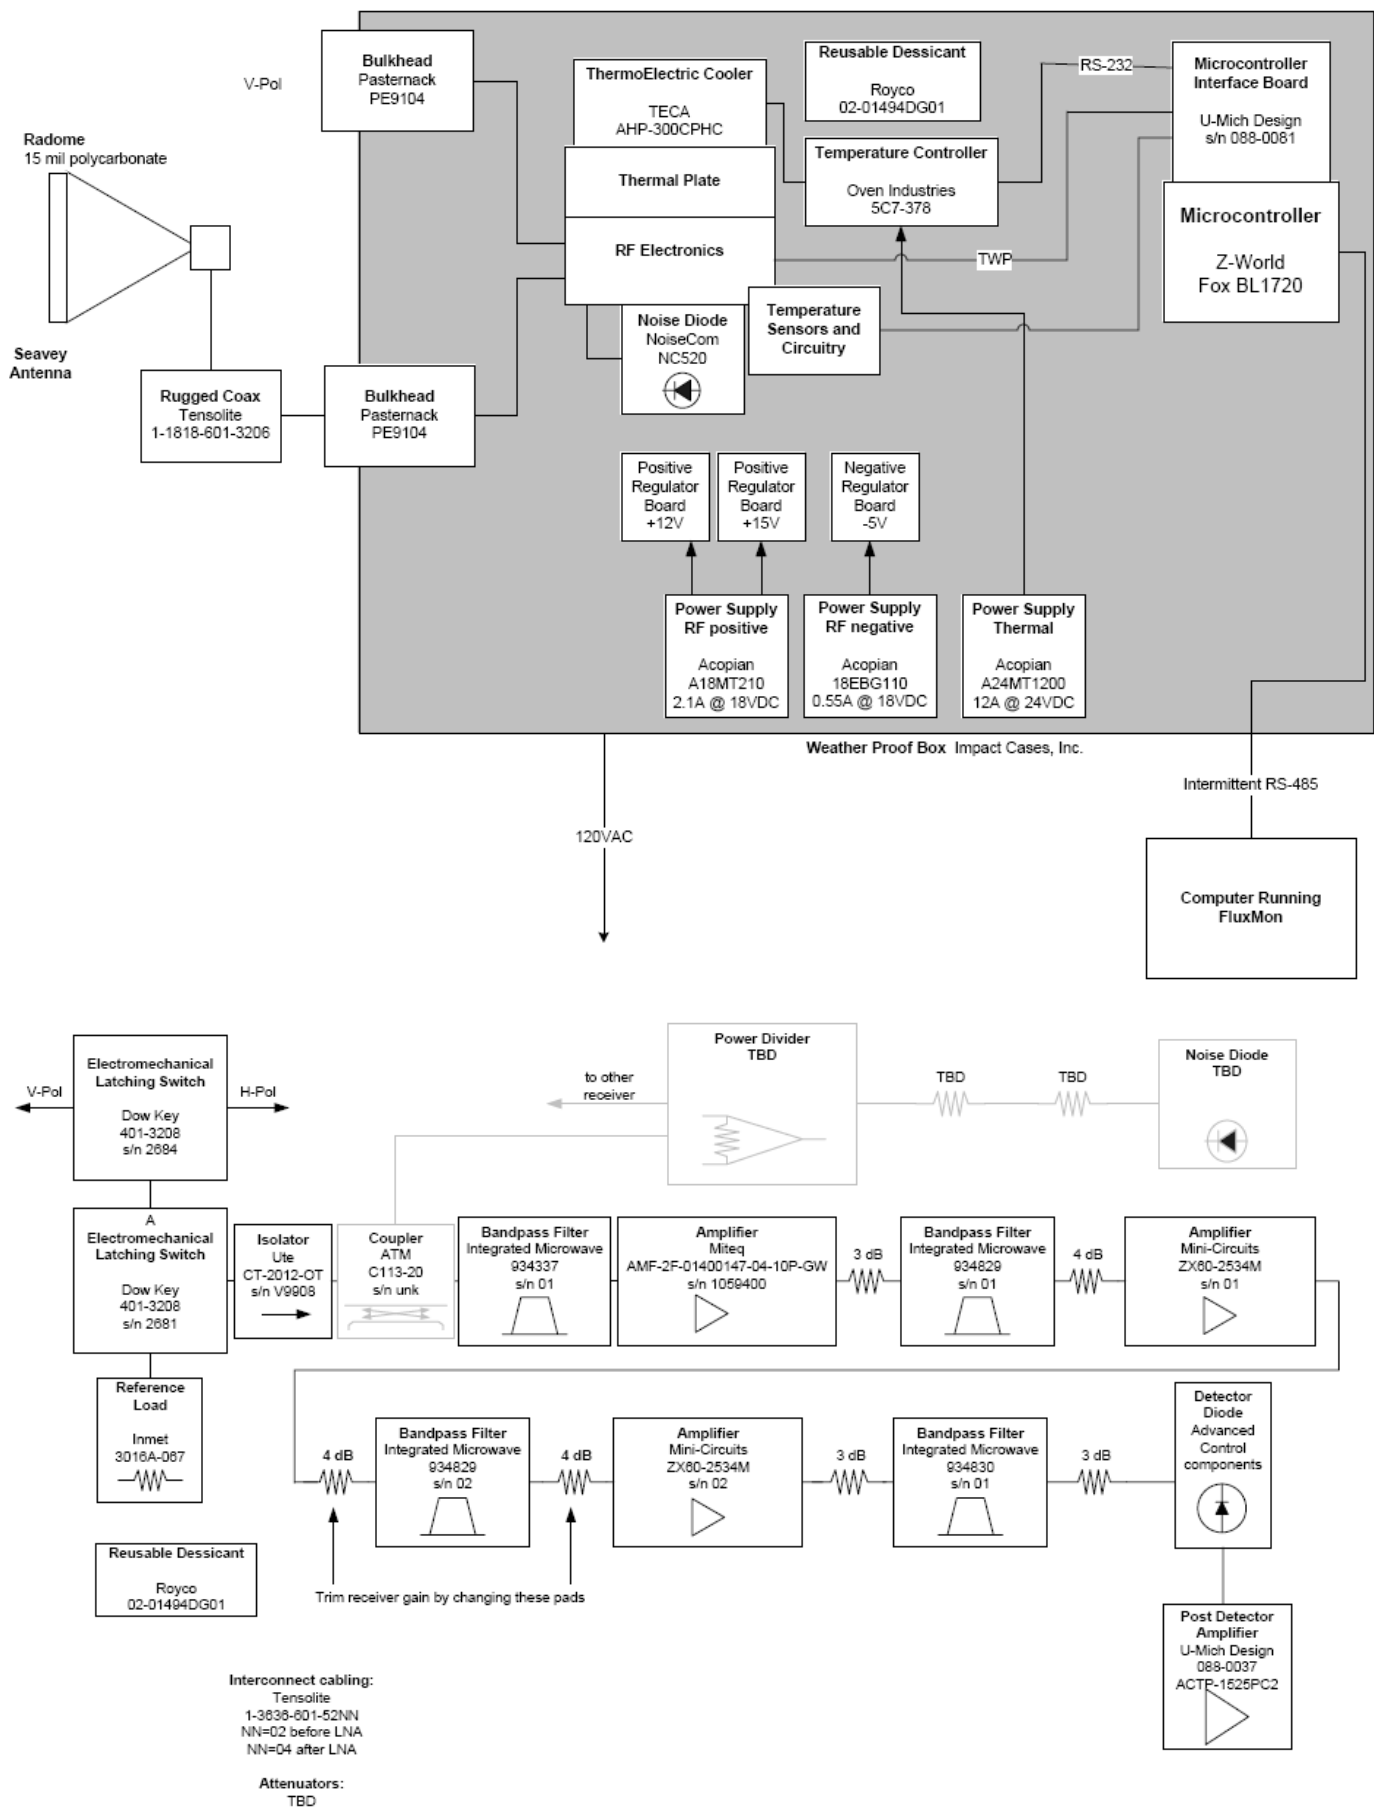 V-Pol
Bulkhead
Pasternack
PE9104
ThermoElectric Cooler
TECA
AHP-300CPHC
Reusable Dessicant
Royco
02-01494DG01
RS-232
Microcontroller
Interface Board
U-Mich Design
s/n 088-0081
Radome
15 mil polycarbonate
Thermal Plate
Temperature Controller
Oven Industries
5C7-378
Microcontroller
Z-World
Fox BL1720
RF Electronics
TWP
Seavey
Antenna
Noise Diode
NoiseCom
NC520
Temperature
Sensors and
Circuitry
Rugged Coax
Tensolite
1-1818-601-3206
Bulkhead
Pasternack
PE9104
Positive
Regulator
Board
+12V
Positive
Regulator
Board
+15V
Negative
Regulator
Board
-5V
Power Supply
RF positive
Acopian
A18MT210
2.1A @ 18VDC
Power Supply
RF negative
Acopian
18EBG110
0.55A @ 18VDC
Power Supply
Thermal
Acopian
A24MT1200
12A @ 24VDC
Weather Proof Box Impact Cases, Inc.
Intermittent RS-485
120VAC
Computer Running
FluxMon
V-Pol
Electromechanical
Latching Switch
Dow Key
401-3208
s/n 2684
H-Pol
to other
receiver
Power Divider
TBD
TBD
TBD
Noise Diode
TBD
A
Electromechanical
Latching Switch
Dow Key
401-3208
s/n 2681
Isolator
Ute
CT-2012-OT
s/n V9908
Coupler
ATM
C113-20
s/n unk
Bandpass Filter
Integrated Microwave
934337
s/n 01
Amplifier
Miteq
AMF-2F-01400147-04-10P-GW
s/n 1059400
3 dB
Bandpass Filter
Integrated Microwave
934829
s/n 01
4 dB
Amplifier
Mini-Circuits
ZX60-2534M
s/n 01
Reference
Load
Inmet
3016A-067
4 dB
Bandpass Filter
Integrated Microwave
934829
s/n 02
4 dB
Amplifier
Mini-Circuits
ZX60-2534M
s/n 02
3 dB
Bandpass Filter
Integrated Microwave
934830
s/n 01
3 dB
Detector
Diode
Advanced
Control
components
Reusable Dessicant
Royco
02-01494DG01
Trim receiver gain by changing these pads
Post Detector
Amplifier
U-Mich Design
088-0037
ACTP-1525PC2
Interconnect cabling:
Tensolite
1-3636-601-52NN
NN=02 before LNA
NN=04 after LNA
Attenuators:
TBD